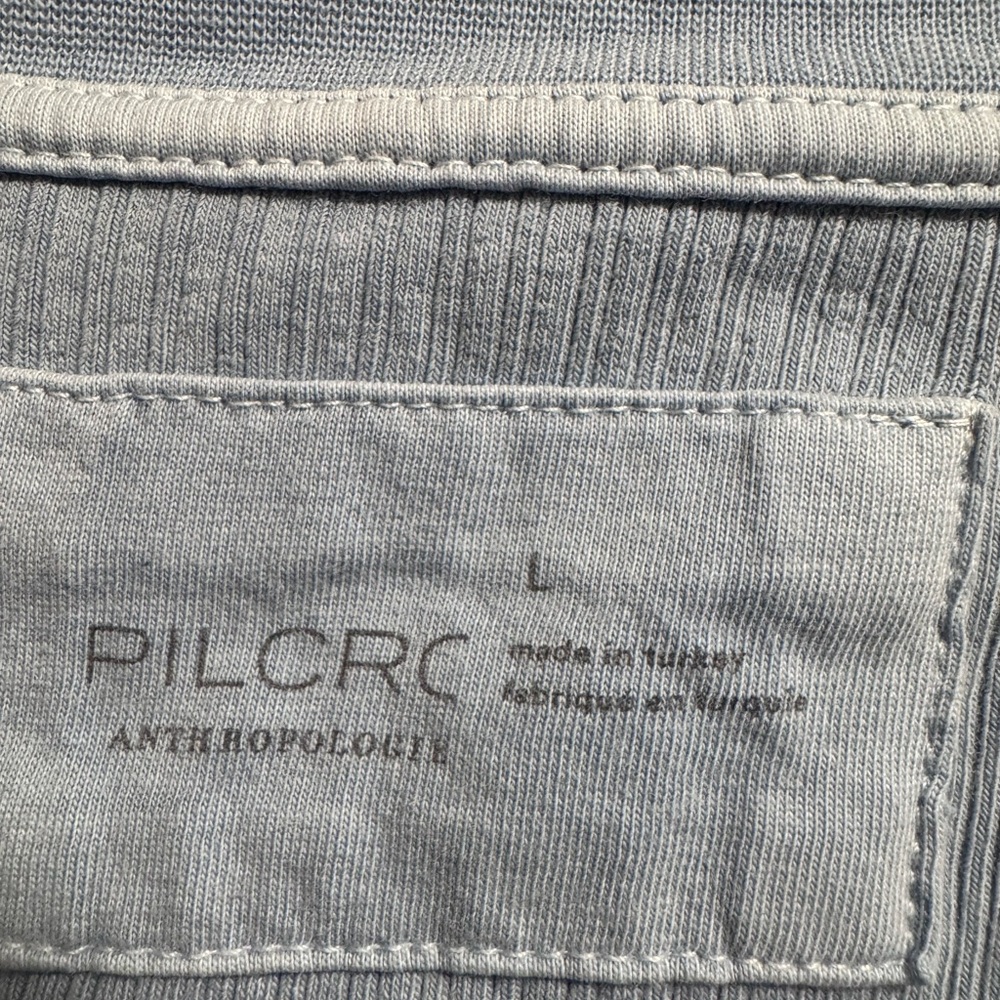 L
PILCRO
ANTHROPOLOGIE
made in turkey
fabriqué en turquie